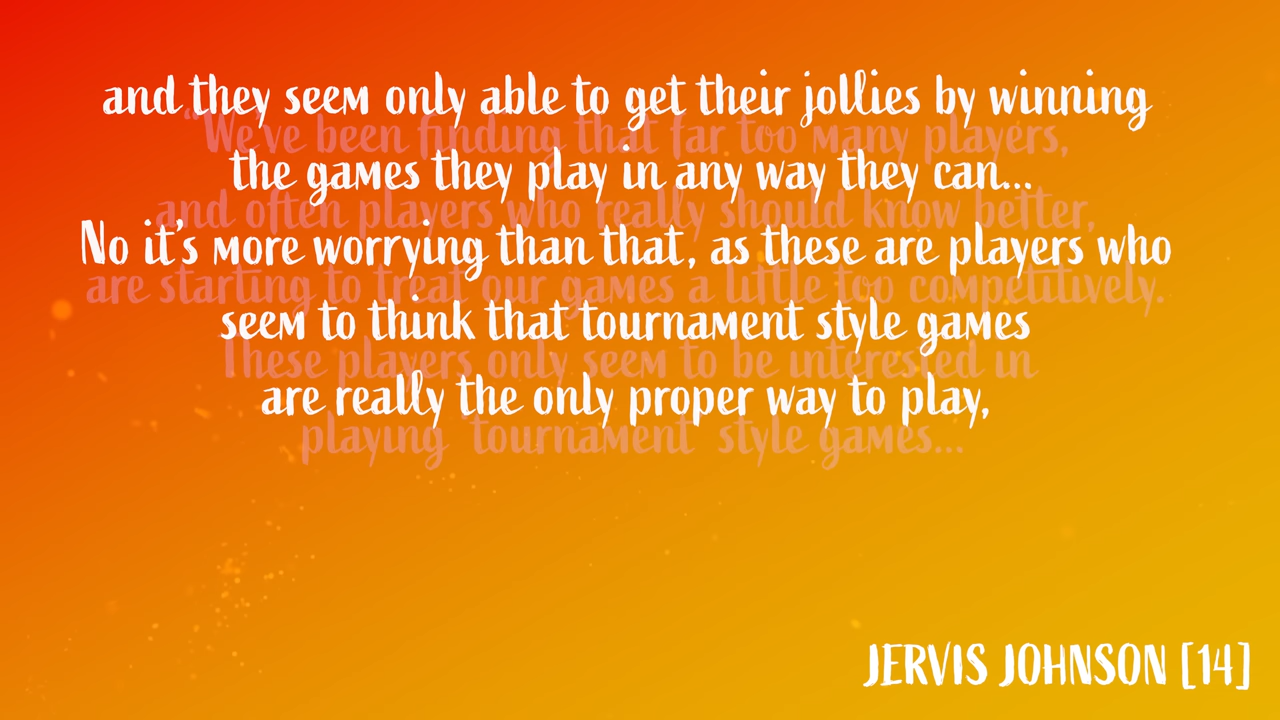 and they seem only able to get their jollies by winning
"We've been finding that far too many players,
the games they play in any way they can...
and often players who really should know better,
No it's more worrying than that, as these are players who
are starting to treat our games a little too competitively.
seem to think that tournament style games
These players only seem to be interested in
are really the only proper way to play,
playing 'tournament' style games...
JERVIS JOHNSON [14]